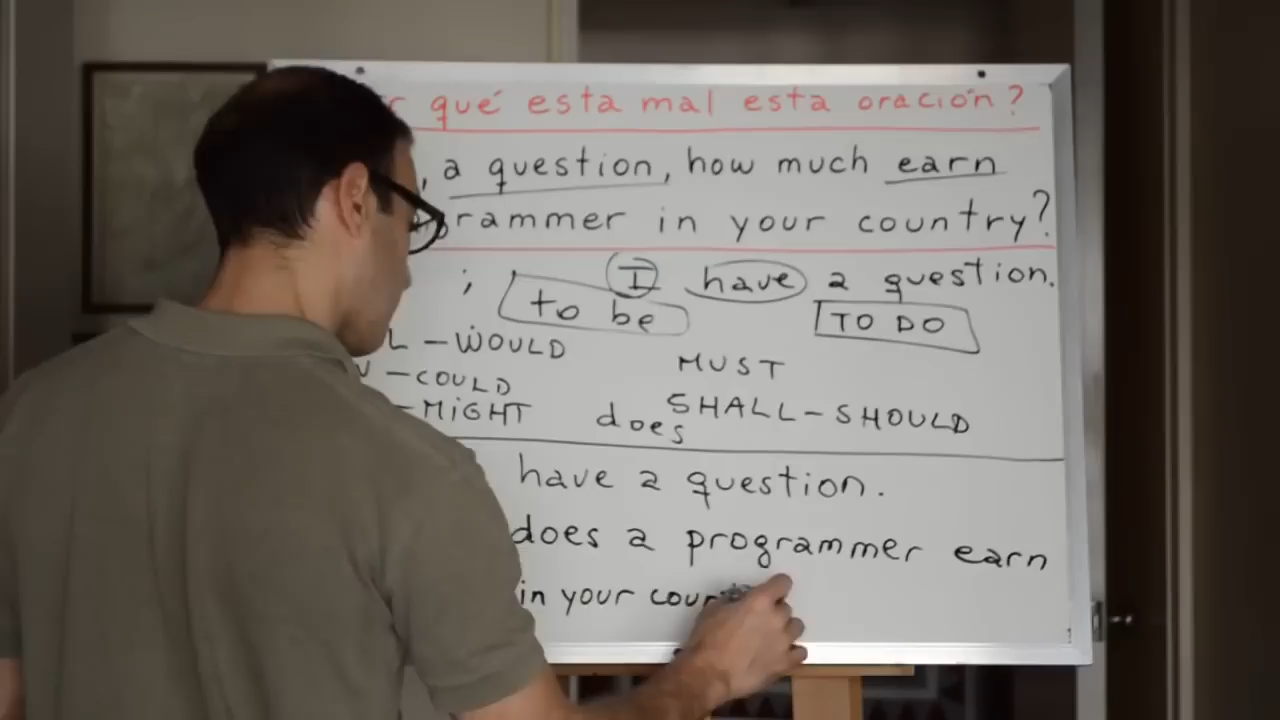 qué esta mal esta oración?
, a question, how much earn
grammer in your country?
; I have a question.
to be TO DO
L - WOULD MUST
- COULD
- MIGHT does SHALL - SHOULD
have a question.
does a programmer earn
in your